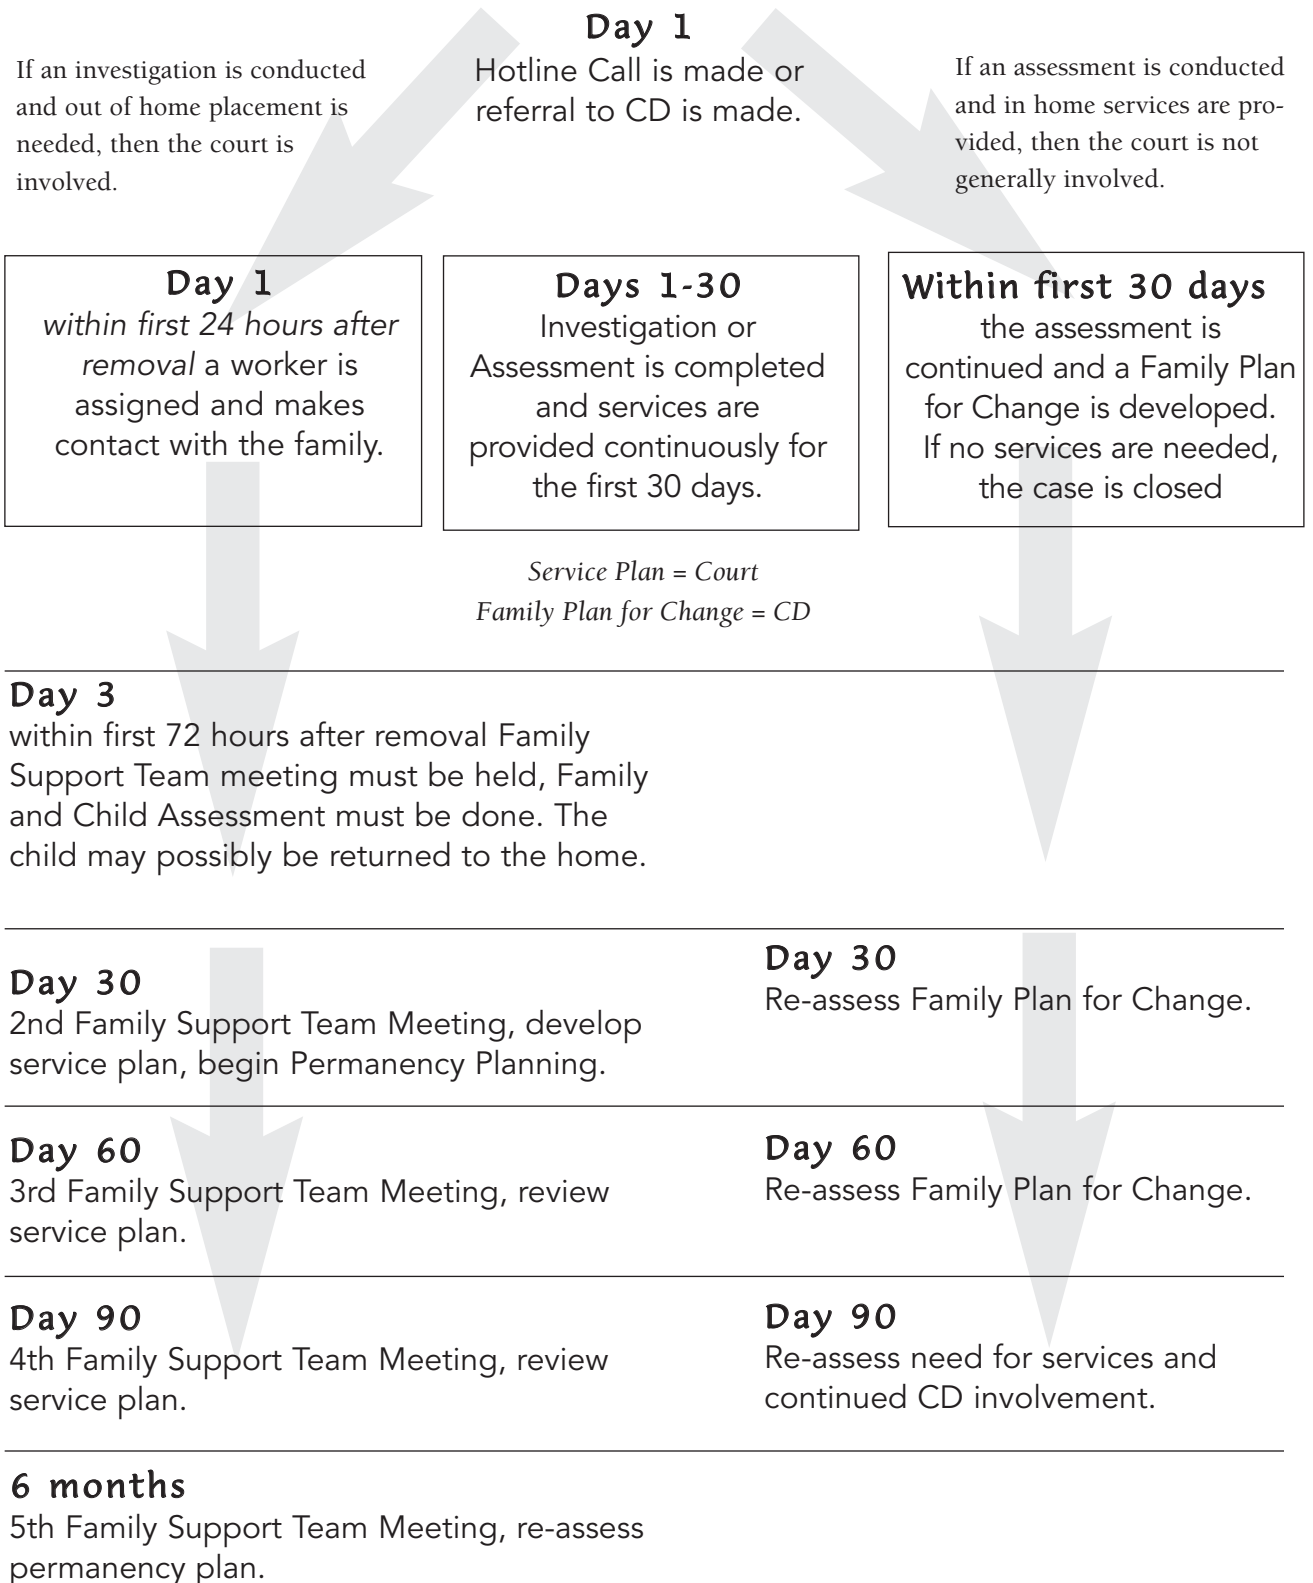 Day 1
Hotline Call is made or
referral to CD is made.
If an investigation is conducted
and out of home placement is
needed, then the court is
involved.
If an assessment is conducted
and in home services are pro-
vided, then the court is not
generally involved.
Day 1
within first 24 hours after
removal a worker is
assigned and makes
contact with the family.
Days 1-30
Investigation or
Assessment is completed
and services are
provided continuously for
the first 30 days.
Within first 30 days
the assessment is
continued and a Family Plan
for Change is developed.
If no services are needed,
the case is closed
Service Plan = Court
Family Plan for Change = CD
Day 3
within first 72 hours after removal Family
Support Team meeting must be held, Family
and Child Assessment must be done. The
child may possibly be returned to the home.
Day 30
2nd Family Support Team Meeting, develop
service plan, begin Permanency Planning.
Day 30
Re-assess Family Plan for Change.
Day 60
3rd Family Support Team Meeting, review
service plan.
Day 60
Re-assess Family Plan for Change.
Day 90
4th Family Support Team Meeting, review
service plan.
Day 90
Re-assess need for services and
continued CD involvement.
6 months
5th Family Support Team Meeting, re-assess
permanency plan.